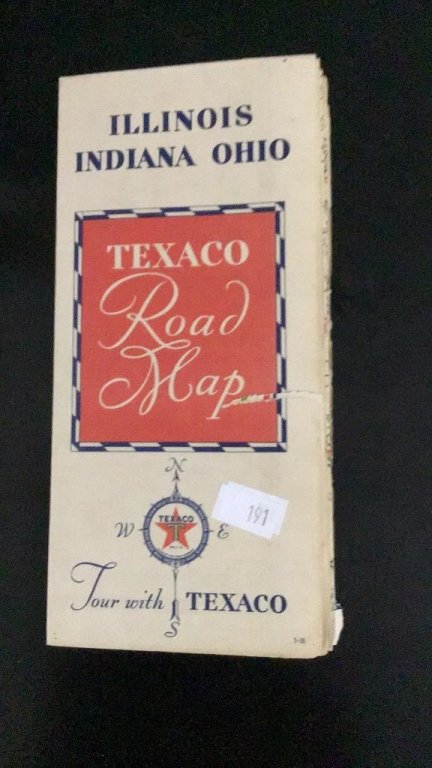 ILLINOIS
INDIANA OHIO
TEXACO
Road
Map
N
TEXACO
T
191
W E
Tour with TEXACO
S